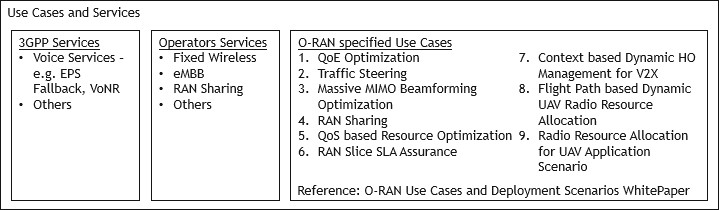 Use Cases and Services
3GPP Services
• Voice Services -
e.g. EPS
Fallback, VoNR
• Others
Operators Services
• Fixed Wireless
• eMBB
• RAN Sharing
• Others
O-RAN specified Use Cases
1. QoE Optimization
2. Traffic Steering
3. Massive MIMO Beamforming
Optimization
4. RAN Sharing
5. QoS based Resource Optimization
6. RAN Slice SLA Assurance
7. Context based Dynamic HO
Management for V2X
8. Flight Path based Dynamic
UAV Radio Resource
Allocation
9. Radio Resource Allocation
for UAV Application
Scenario
Reference: O-RAN Use Cases and Deployment Scenarios WhitePaper